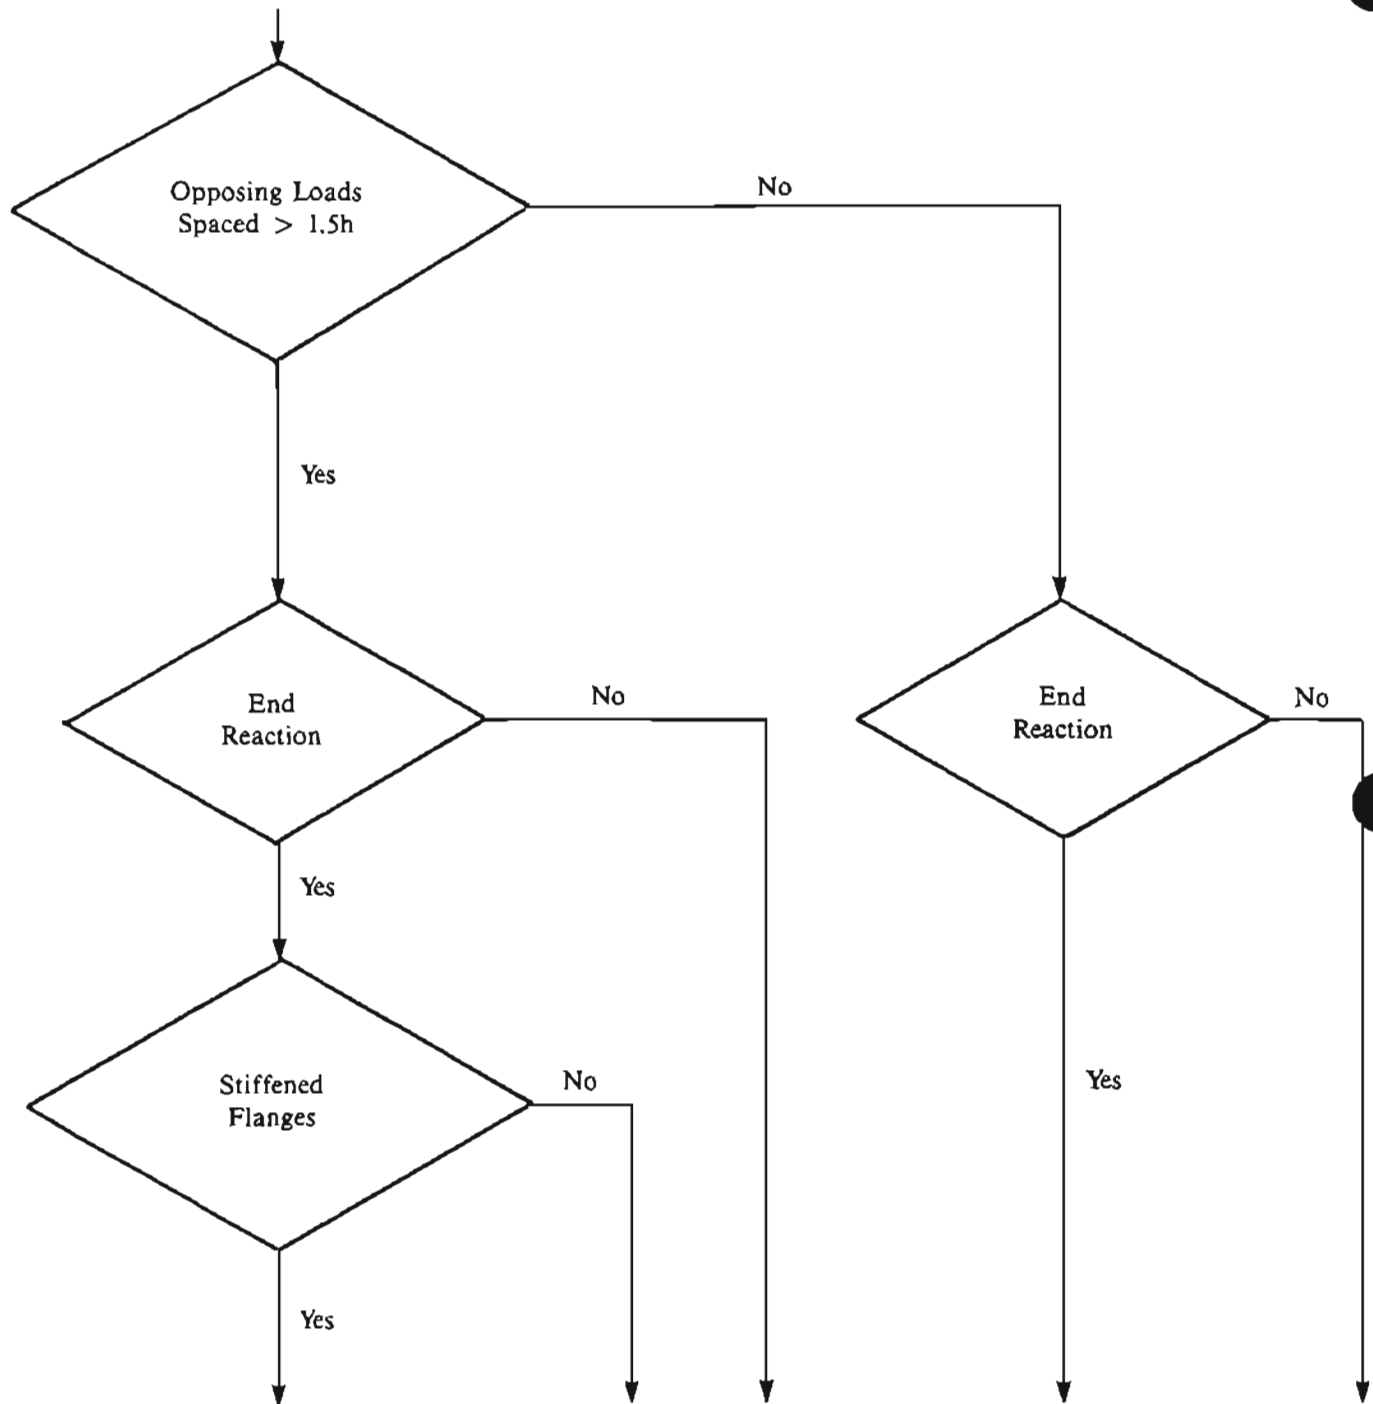 Opposing Loads
Spaced > 1.5h
No
Yes
End
Reaction
No
End
Reaction
No
Yes
Stiffened
Flanges
No
Yes
Yes